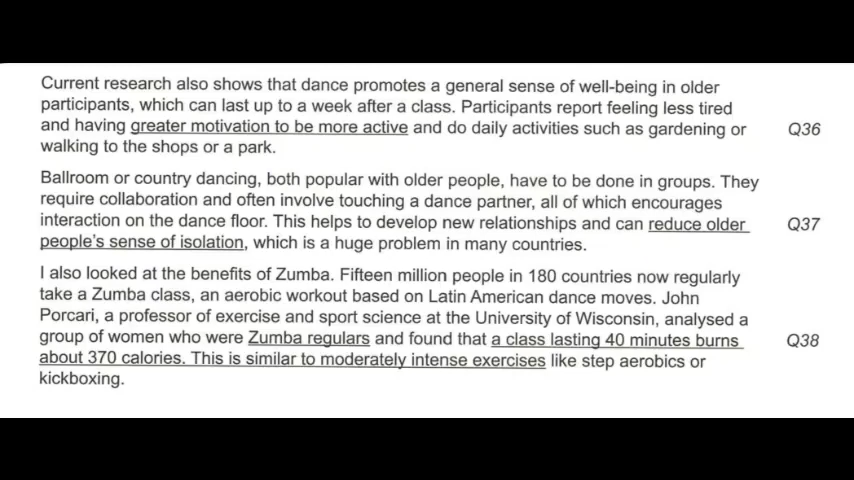 Current research also shows that dance promotes a general sense of well-being in older
participants, which can last up to a week after a class. Participants report feeling less tired
and having greater motivation to be more active and do daily activities such as gardening or Q36
walking to the shops or a park.
Ballroom or country dancing, both popular with older people, have to be done in groups. They
require collaboration and often involve touching a dance partner, all of which encourages
interaction on the dance floor. This helps to develop new relationships and can reduce older Q37
people's sense of isolation, which is a huge problem in many countries.
I also looked at the benefits of Zumba. Fifteen million people in 180 countries now regularly
take a Zumba class, an aerobic workout based on Latin American dance moves. John
Porcari, a professor of exercise and sport science at the University of Wisconsin, analysed a
group of women who were Zumba regulars and found that a class lasting 40 minutes burns Q38
about 370 calories. This is similar to moderately intense exercises like step aerobics or
kickboxing.